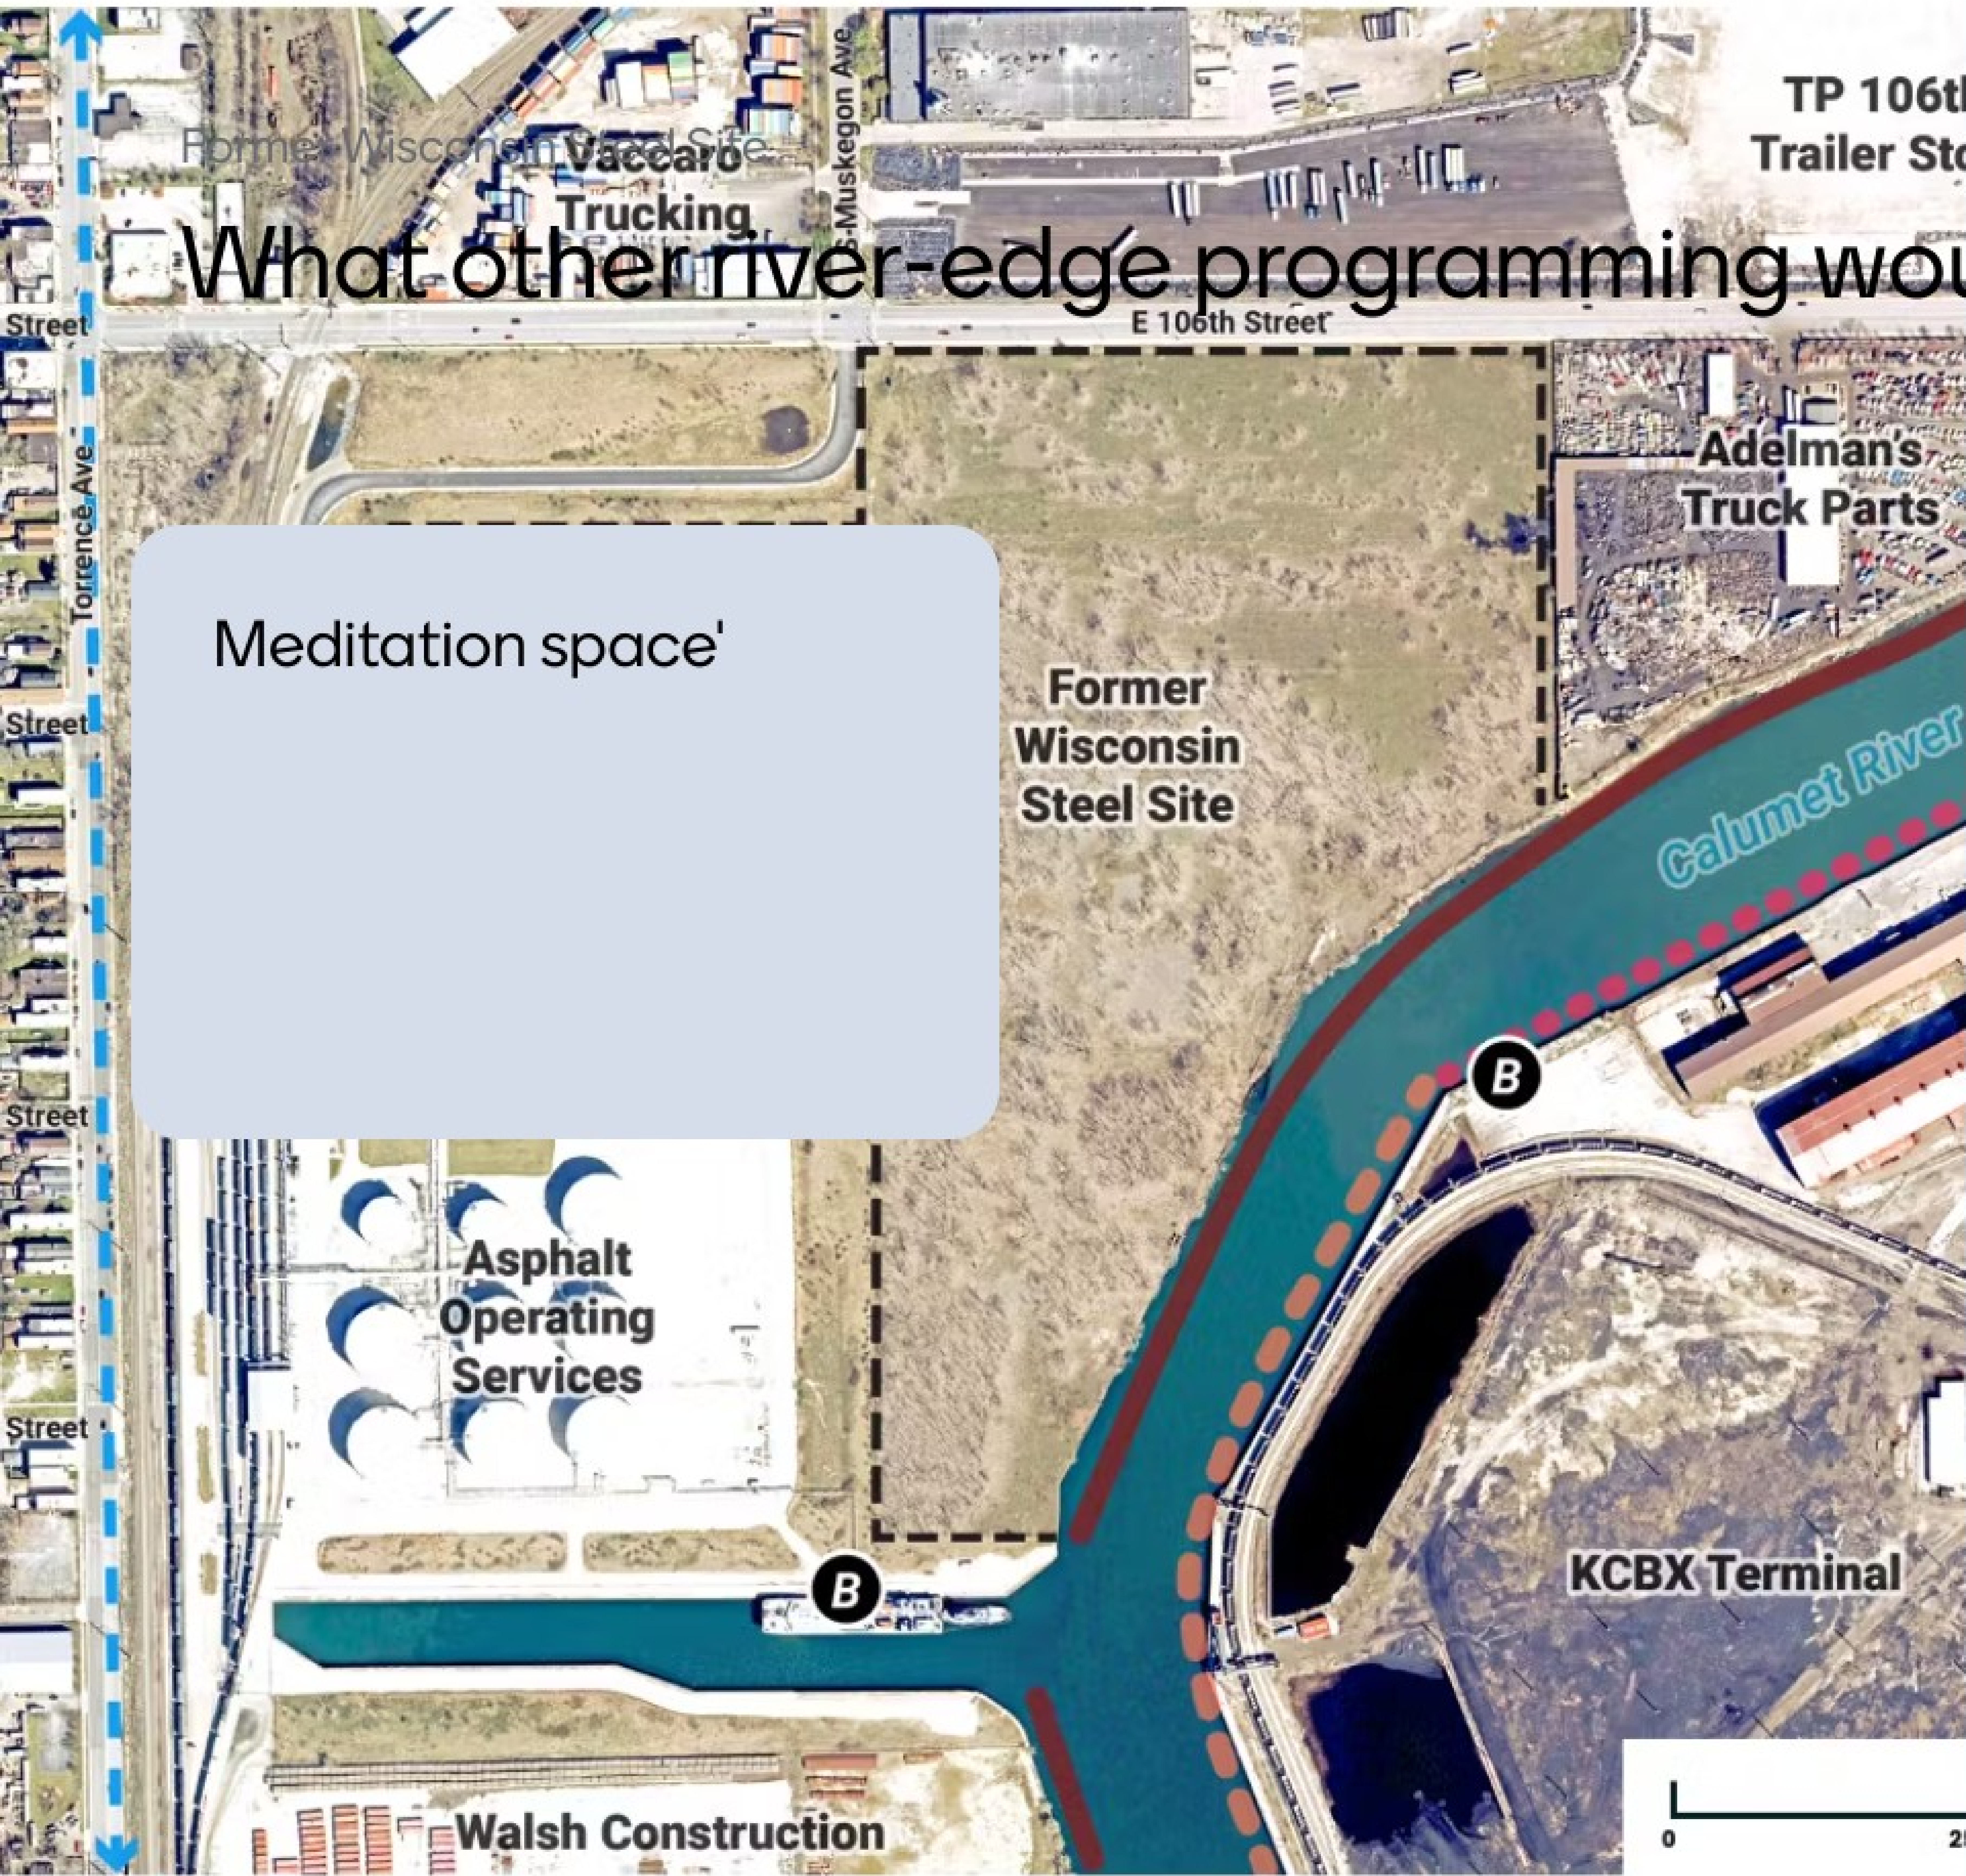 Former Wisconsin Steel Site
What other river-edge programming wou
Vaccaro
Trucking
S Muskegon Ave
TP 106th
Trailer Sto
Street
E 106th Street
Torrence Ave
Adelman's
Truck Parts
Meditation space'
Former
Wisconsin
Steel Site
Street
Calumet River
B
Street
Asphalt
Operating
Services
Street
B
KCBX Terminal
Walsh Construction
0
25